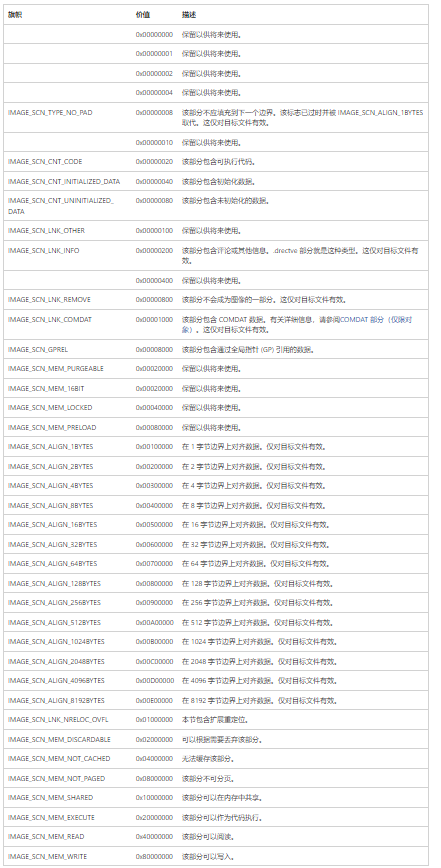 旗帜 价值 描述
0x00000000 保留以供将来使用。
0x00000001 保留以供将来使用。
0x00000002 保留以供将来使用。
0x00000004 保留以供将来使用。
IMAGE_SCN_TYPE_NO_PAD 0x00000008 该部分不应填充到下一个边界。该标志已过时并被 IMAGE_SCN_ALIGN_1BYTES
取代。这仅对目标文件有效。
0x00000010 保留以供将来使用。
IMAGE_SCN_CNT_CODE 0x00000020 该部分包含可执行代码。
IMAGE_SCN_CNT_INITIALIZED_DATA 0x00000040 该部分包含初始化数据。
IMAGE_SCN_CNT_UNINITIALIZED_ 0x00000080 该部分包含未初始化的数据。
DATA
IMAGE_SCN_LNK_OTHER 0x00000100 保留以供将来使用。
IMAGE_SCN_LNK_INFO 0x00000200 该部分包含评论或其他信息。.drectve 部分就是这种类型。这仅对目标文件有
效。
0x00000400 保留以供将来使用。
IMAGE_SCN_LNK_REMOVE 0x00000800 该部分不会成为图像的一部分。这仅对目标文件有效。
IMAGE_SCN_LNK_COMDAT 0x00001000 该部分包含 COMDAT 数据。有关详细信息，请参阅COMDAT 部分（仅限对
象）。这仅对目标文件有效。
IMAGE_SCN_GPREL 0x00008000 该部分包含通过全局指针 (GP) 引用的数据。
IMAGE_SCN_MEM_PURGEABLE 0x00020000 保留以供将来使用。
IMAGE_SCN_MEM_16BIT 0x00020000 保留以供将来使用。
IMAGE_SCN_MEM_LOCKED 0x00040000 保留以供将来使用。
IMAGE_SCN_MEM_PRELOAD 0x00080000 保留以供将来使用。
IMAGE_SCN_ALIGN_1BYTES 0x00100000 在 1 字节边界上对齐数据。仅对目标文件有效。
IMAGE_SCN_ALIGN_2BYTES 0x00200000 在 2 字节边界上对齐数据。仅对目标文件有效。
IMAGE_SCN_ALIGN_4BYTES 0x00300000 在 4 字节边界上对齐数据。仅对目标文件有效。
IMAGE_SCN_ALIGN_8BYTES 0x00400000 在 8 字节边界上对齐数据。仅对目标文件有效。
IMAGE_SCN_ALIGN_16BYTES 0x00500000 在 16 字节边界上对齐数据。仅对目标文件有效。
IMAGE_SCN_ALIGN_32BYTES 0x00600000 在 32 字节边界上对齐数据。仅对目标文件有效。
IMAGE_SCN_ALIGN_64BYTES 0x00700000 在 64 字节边界上对齐数据。仅对目标文件有效。
IMAGE_SCN_ALIGN_128BYTES 0x00800000 在 128 字节边界上对齐数据。仅对目标文件有效。
IMAGE_SCN_ALIGN_256BYTES 0x00900000 在 256 字节边界上对齐数据。仅对目标文件有效。
IMAGE_SCN_ALIGN_512BYTES 0x00A00000 在 512 字节边界上对齐数据。仅对目标文件有效。
IMAGE_SCN_ALIGN_1024BYTES 0x00B00000 在 1024 字节边界上对齐数据。仅对目标文件有效。
IMAGE_SCN_ALIGN_2048BYTES 0x00C00000 在 2048 字节边界上对齐数据。仅对目标文件有效。
IMAGE_SCN_ALIGN_4096BYTES 0x00D00000 在 4096 字节边界上对齐数据。仅对目标文件有效。
IMAGE_SCN_ALIGN_8192BYTES 0x00E00000 在 8192 字节边界上对齐数据。仅对目标文件有效。
IMAGE_SCN_LNK_NRELOC_OVFL 0x01000000 本节包含扩展重定位。
IMAGE_SCN_MEM_DISCARDABLE 0x02000000 可以根据需要丢弃该部分。
IMAGE_SCN_MEM_NOT_CACHED 0x04000000 无法缓存该部分。
IMAGE_SCN_MEM_NOT_PAGED 0x08000000 该部分不可分页。
IMAGE_SCN_MEM_SHARED 0x10000000 该部分可以在内存中共享。
IMAGE_SCN_MEM_EXECUTE 0x20000000 该部分可以作为代码执行。
IMAGE_SCN_MEM_READ 0x40000000 该部分可以阅读。
IMAGE_SCN_MEM_WRITE 0x80000000 该部分可以写入。